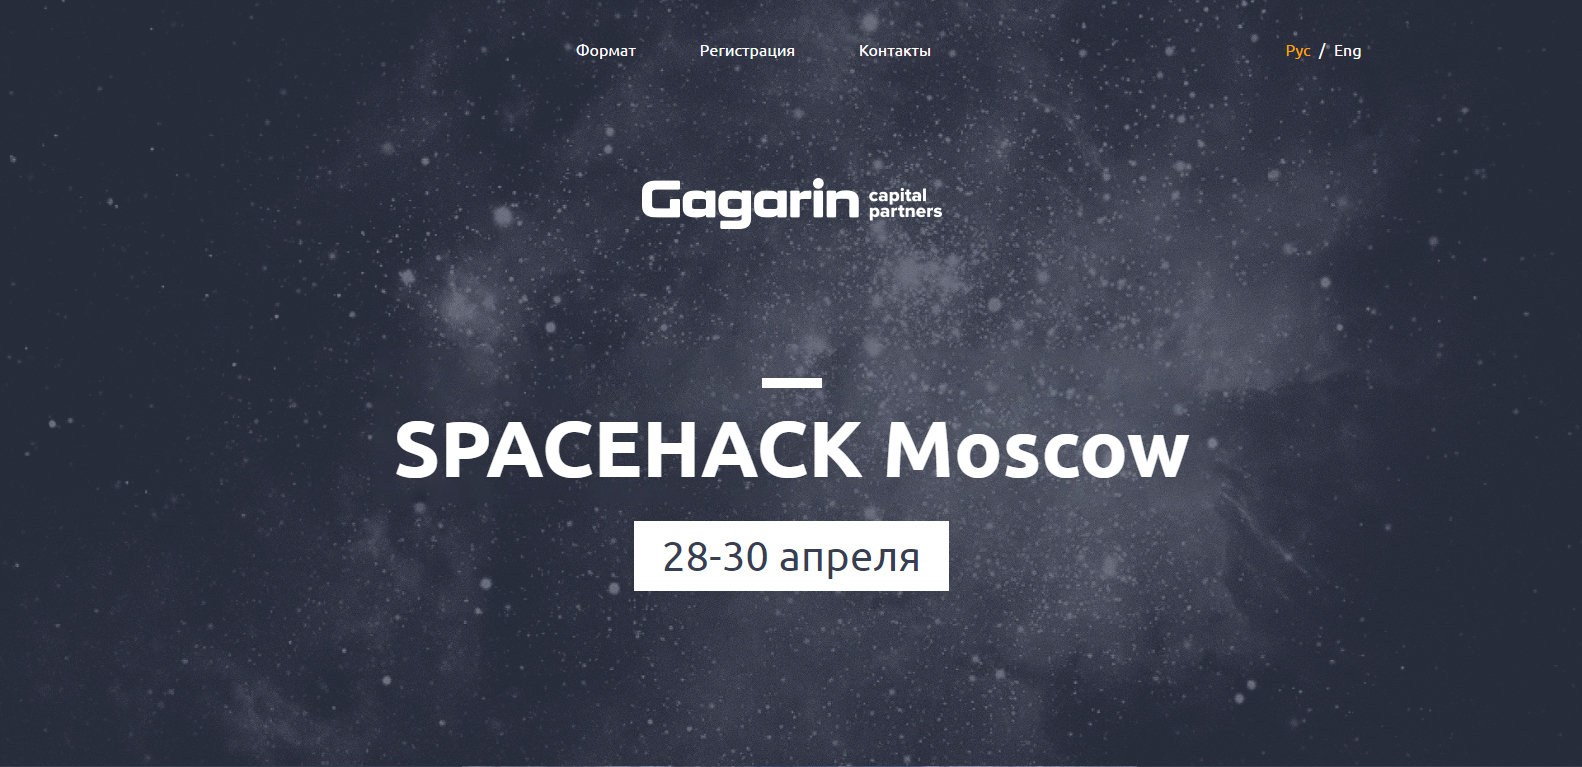 Формат Регистрация Контакты Рус / Eng
Gagarin capital partners
SPACEHACK Moscow
28-30 апреля